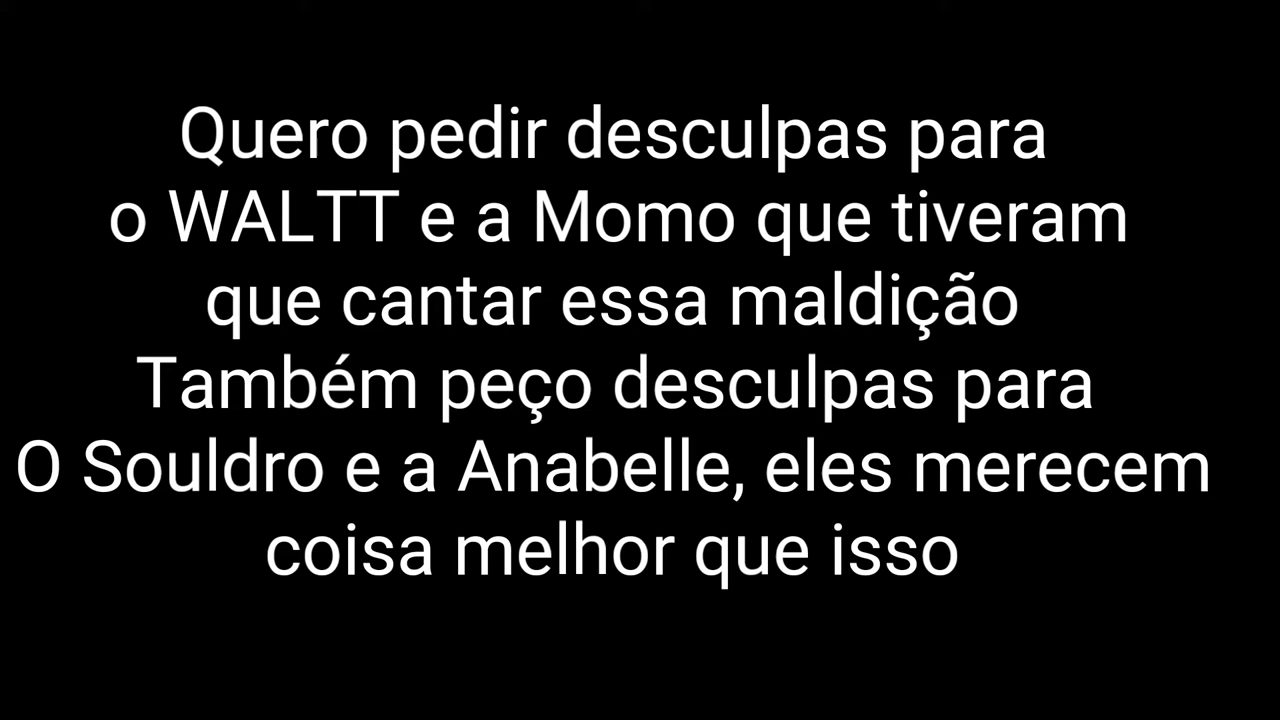 Quero pedir desculpas para
o WALTT e a Momo que tiveram
que cantar essa maldição
Também peço desculpas para
O Souldro e a Anabelle, eles merecem
coisa melhor que isso